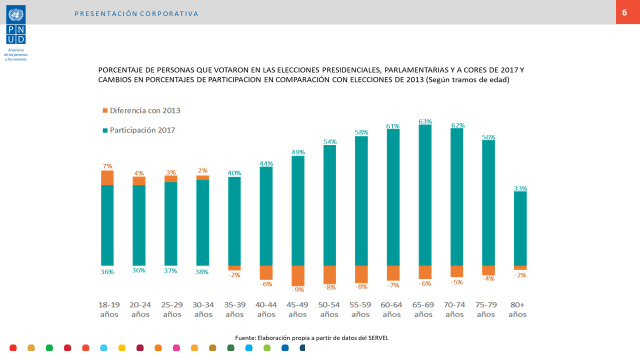 PRESENTACIÓN CORPORATIVA
6
P N
U D
Al servicio
de las personas
y las naciones
PORCENTAJE DE PERSONAS QUE VOTARON EN LAS ELECCIONES PRESIDENCIALES, PARLAMENTARIAS Y A CORES DE 2017 Y
CAMBIOS EN PORCENTAJES DE PARTICIPACION EN COMPARACIÓN CON ELECCIONES DE 2013 (Según tramos de edad)
Diferencia con 2013
Participación 2017
7% 4% 3% 2% 40% 44% 49% 54% 58% 61% 63% 62% 56% 33%
36% 36% 37% 38% -2% -6% -9% -8% -8% -7% -6% -5% -4% -2%
18-19 20-24 25-29 30-34 35-39 40-44 45-49 50-54 55-59 60-64 65-69 70-74 75-79 80+
años años años años años años años años años años años años años años
Fuente: Elaboración propia a partir de datos del SERVEL